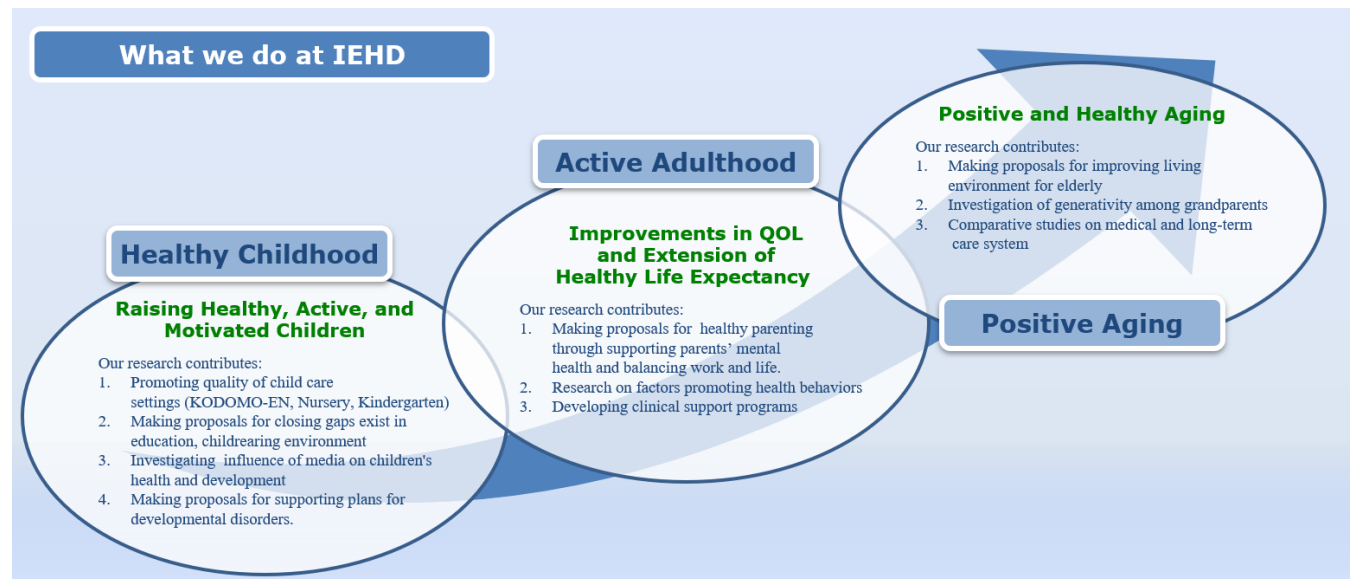 What we do at IEHD
Healthy Childhood
Raising Healthy, Active, and
Motivated Children
Our research contributes:
1. Promoting quality of child care
settings (KODOMO-EN, Nursery, Kindergarten)
2. Making proposals for closing gaps exist in
education, childrearing environment
3. Investigating influence of media on children's
health and development
4. Making proposals for supporting plans for
developmental disorders.
Active Adulthood
Improvements in QOL
and Extension of
Healthy Life Expectancy
Our research contributes:
1. Making proposals for healthy parenting
through supporting parents’ mental
health and balancing work and life.
2. Research on factors promoting health behaviors
3. Developing clinical support programs
Positive and Healthy Aging
Our research contributes:
1. Making proposals for improving living
environment for elderly
2. Investigation of generativity among grandparents
3. Comparative studies on medical and long-term
care system
Positive Aging